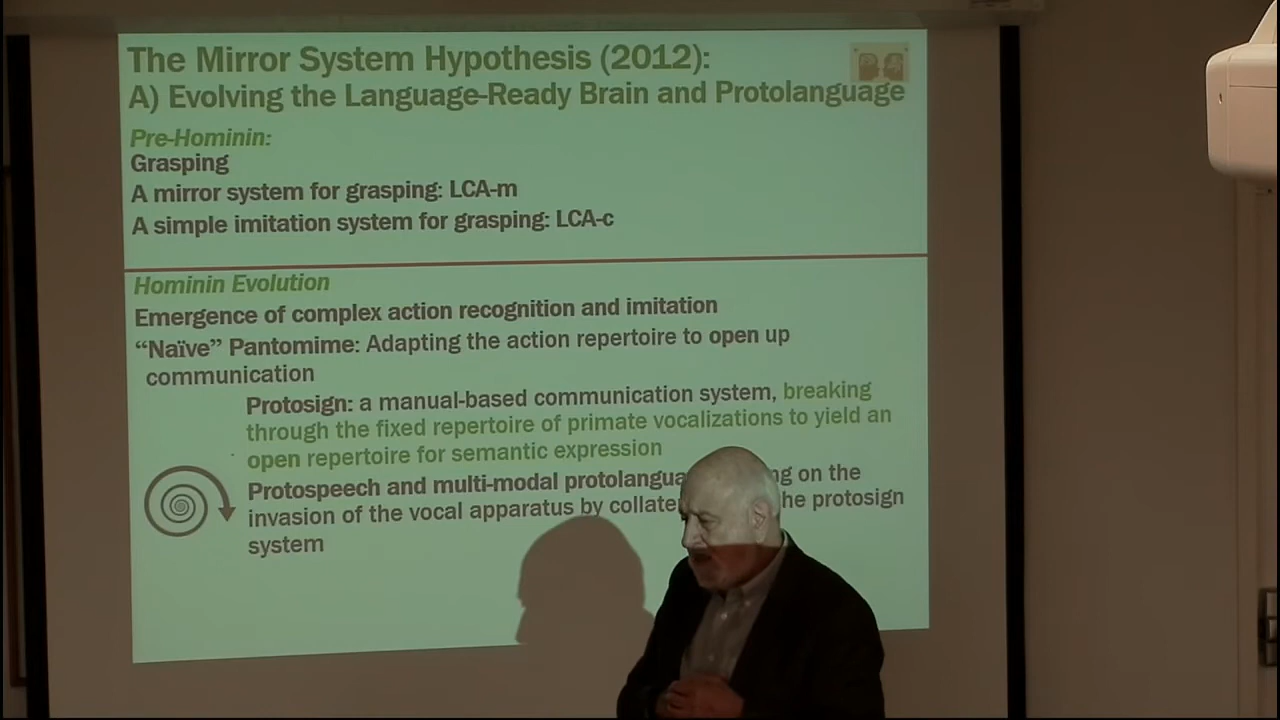 The Mirror System Hypothesis (2012):
A) Evolving the Language-Ready Brain and Protolanguage
Pre-Hominin:
Grasping
A mirror system for grasping: LCA-m
A simple imitation system for grasping: LCA-c
Hominin Evolution
Emergence of complex action recognition and imitation
“Naïve” Pantomime: Adapting the action repertoire to open up
communication
Protosign: a manual-based communication system, breaking
through the fixed repertoire of primate vocalizations to yield an
open repertoire for semantic expression
Protospeech and multi-modal on the
invasion of the vocal apparatus by protosign
system